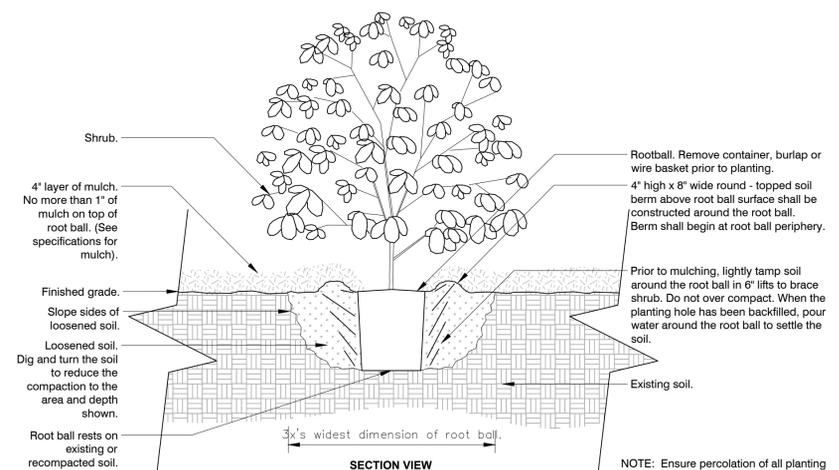 Shrub.
4" layer of mulch.
No more than 1" of
mulch on top of
root ball. (See
specifications for
mulch).
Finished grade.
Slope sides of
loosened soil.
Loosened soil.
Dig and turn the soil
to reduce the
compaction to the
area and depth
shown.
Root ball rests on
existing or
recompacted soil.
Rootball. Remove container, burlap or
wire basket prior to planting.
4" high x 8" wide round - topped soil
berm above root ball surface shall be
constructed around the root ball.
Berm shall begin at root ball periphery.
Prior to mulching, lightly tamp soil
around the root ball in 6" lifts to brace
shrub. Do not over compact. When the
planting hole has been backfilled, pour
water around the root ball to settle the
soil.
Existing soil.
3x's widest dimension of root ball.
SECTION VIEW
NOTE: Ensure percolation of all planting